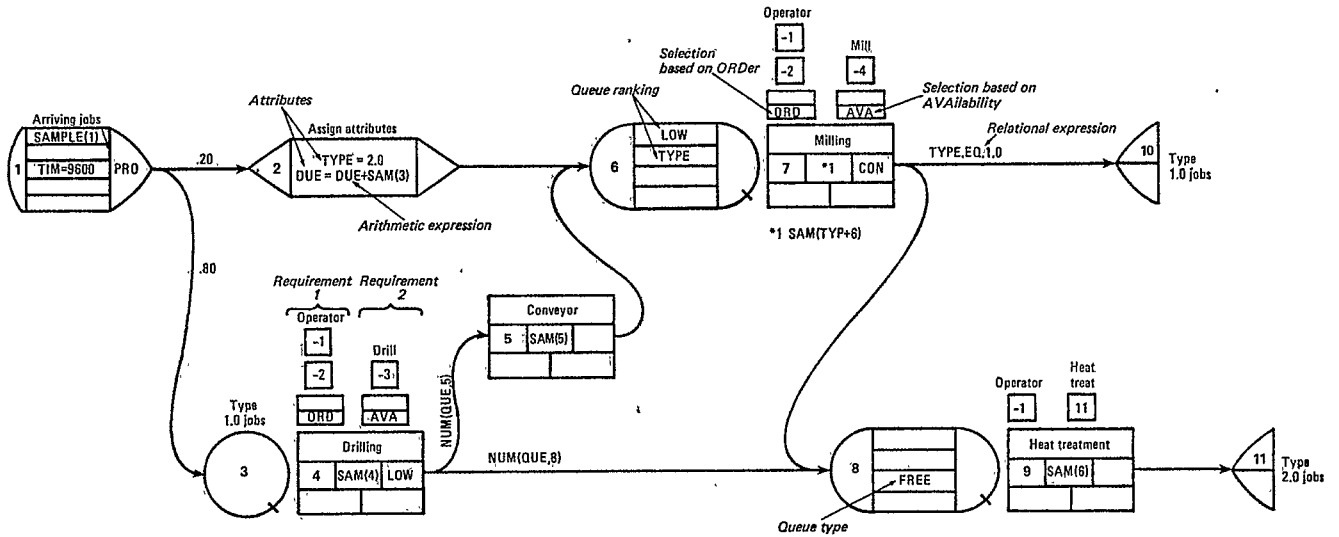 Arriving jobs
1
SAMPLE(1)
TIM=9600
PRO
.20
.80
Attributes
Assign attributes
2
TYPE = 2.0
DUE = DUE+SAM(3)
Arithmetic expression
Queue ranking
6
LOW
TYPE
Selection
based on ORDer
Operator
-1
-2
ORD
Mill
-4
AVA
Selection based on
AVAilability
Milling
7
*1
CON
*1 SAM(TYP+6)
Relational expression
TYPE.EQ.1.0
10
Type
1.0 jobs
Type
1.0 jobs
3
Requirement
1
Requirement
2
Operator
-1
-2
ORD
Drill
-3
AVA
Drilling
4
SAM(4)
LOW
NUM(QUE,5)
NUM(QUE,8)
Conveyor
5
SAM(5)
8
FREE
Queue type
Operator
-1
Heat
treat
11
Heat treatment
9
SAM(6)
11
Type
2.0 jobs